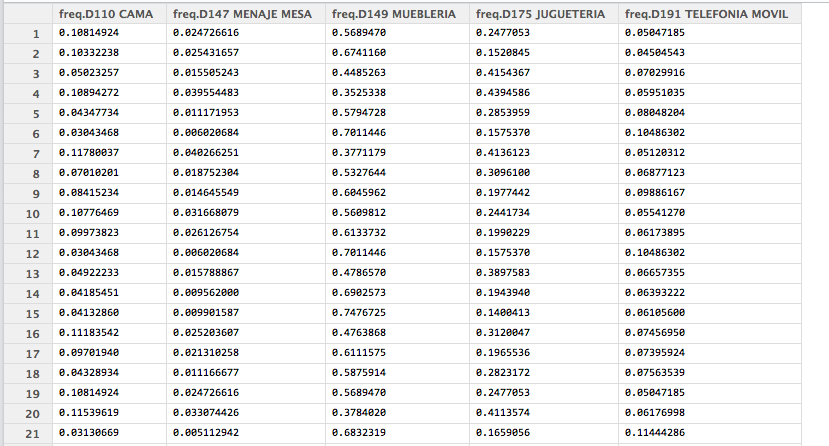 freq.D110 CAMA freq.D147 MENAJE MESA freq.D149 MUEBLERIA freq.D175 JUGUETERIA freq.D191 TELEFONIA MOVIL
1 0.10814924 0.024726616 0.5689470 0.2477053 0.05047185
2 0.10332238 0.025431657 0.6741160 0.1520845 0.04504543
3 0.05023257 0.015505243 0.4485263 0.4154367 0.07029916
4 0.10894272 0.039554483 0.3525338 0.4394586 0.05951035
5 0.04347734 0.011171953 0.5794728 0.2853959 0.08048204
6 0.03043468 0.006020684 0.7011446 0.1575370 0.10486302
7 0.11780037 0.040266251 0.3771179 0.4136123 0.05120312
8 0.07010201 0.018752304 0.5327644 0.3096100 0.06877123
9 0.08415234 0.014645549 0.6045962 0.1977442 0.09886167
10 0.10776469 0.031668079 0.5609812 0.2441734 0.05541270
11 0.09973823 0.026126754 0.6133732 0.1990229 0.06173895
12 0.03043468 0.006020684 0.7011446 0.1575370 0.10486302
13 0.04922233 0.015788867 0.4786570 0.3897583 0.06657355
14 0.04185451 0.009562000 0.6902573 0.1943940 0.06393222
15 0.04132860 0.009901587 0.7476725 0.1400413 0.06105600
16 0.11183542 0.025203607 0.4763868 0.3120047 0.07456950
17 0.09701940 0.021310258 0.6111575 0.1965536 0.07395924
18 0.04328934 0.011166677 0.5875914 0.2823172 0.07563539
19 0.10814924 0.024726616 0.5689470 0.2477053 0.05047185
20 0.11539619 0.033074426 0.3784020 0.4113574 0.06176998
21 0.03130669 0.005112942 0.6832319 0.1659056 0.11444286